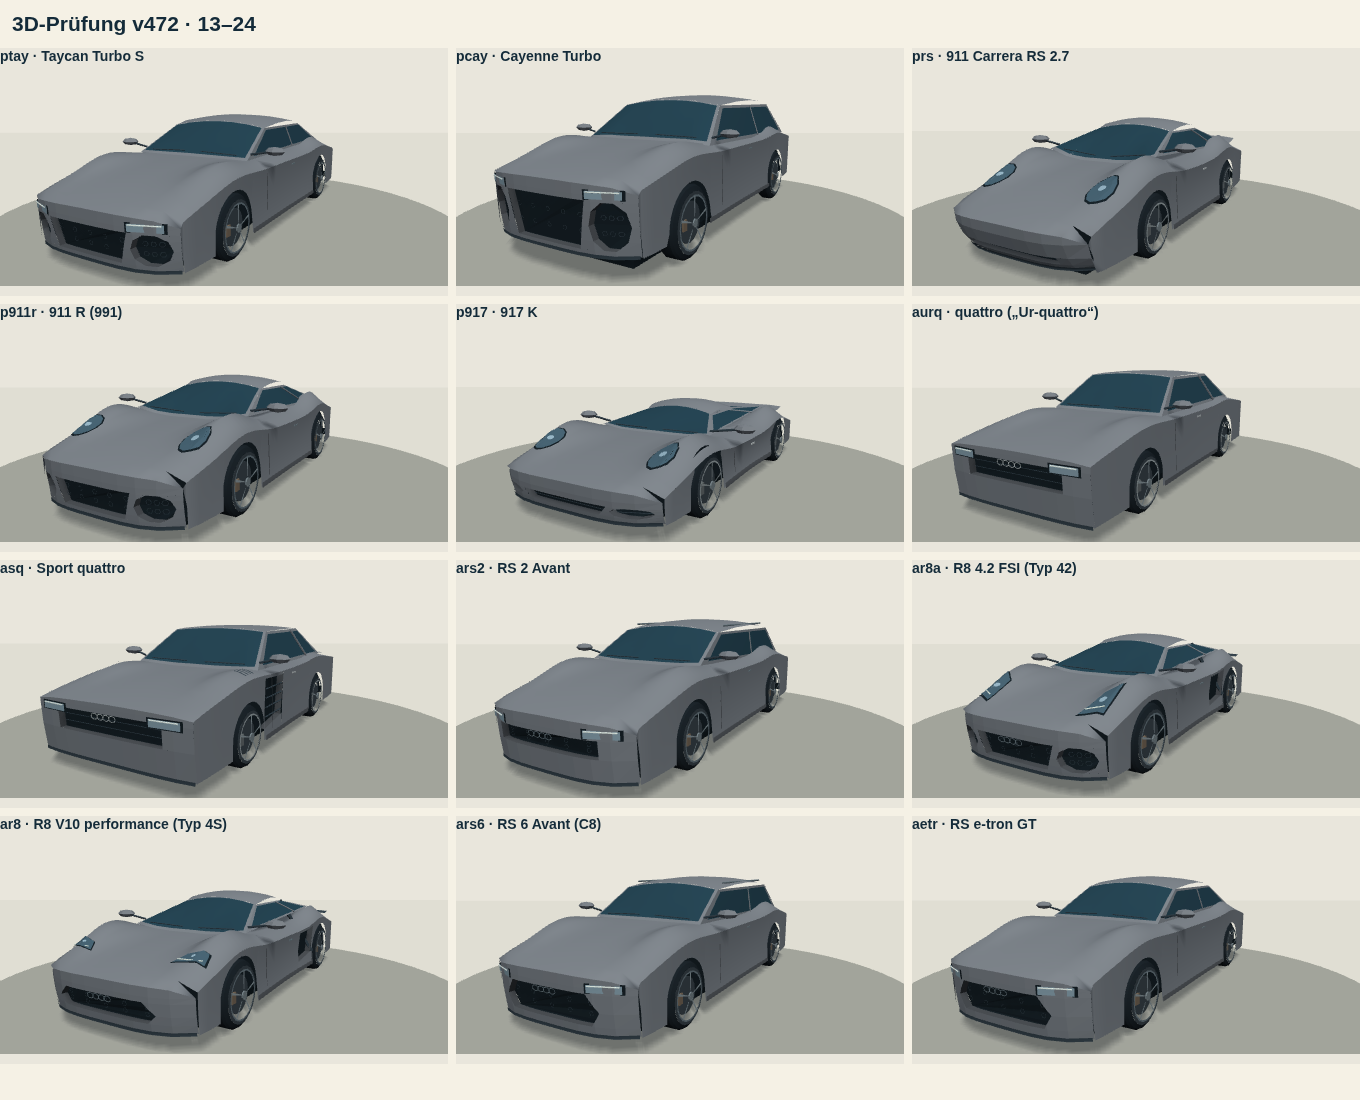 3D-Prüfung v472 · 13–24
ptay · Taycan Turbo S
pcay · Cayenne Turbo
prs · 911 Carrera RS 2.7
p911r · 911 R (991)
p917 · 917 K
aurq · quattro („Ur-quattro“)
asq · Sport quattro
ars2 · RS 2 Avant
ar8a · R8 4.2 FSI (Typ 42)
ar8 · R8 V10 performance (Typ 4S)
ars6 · RS 6 Avant (C8)
aetr · RS e-tron GT